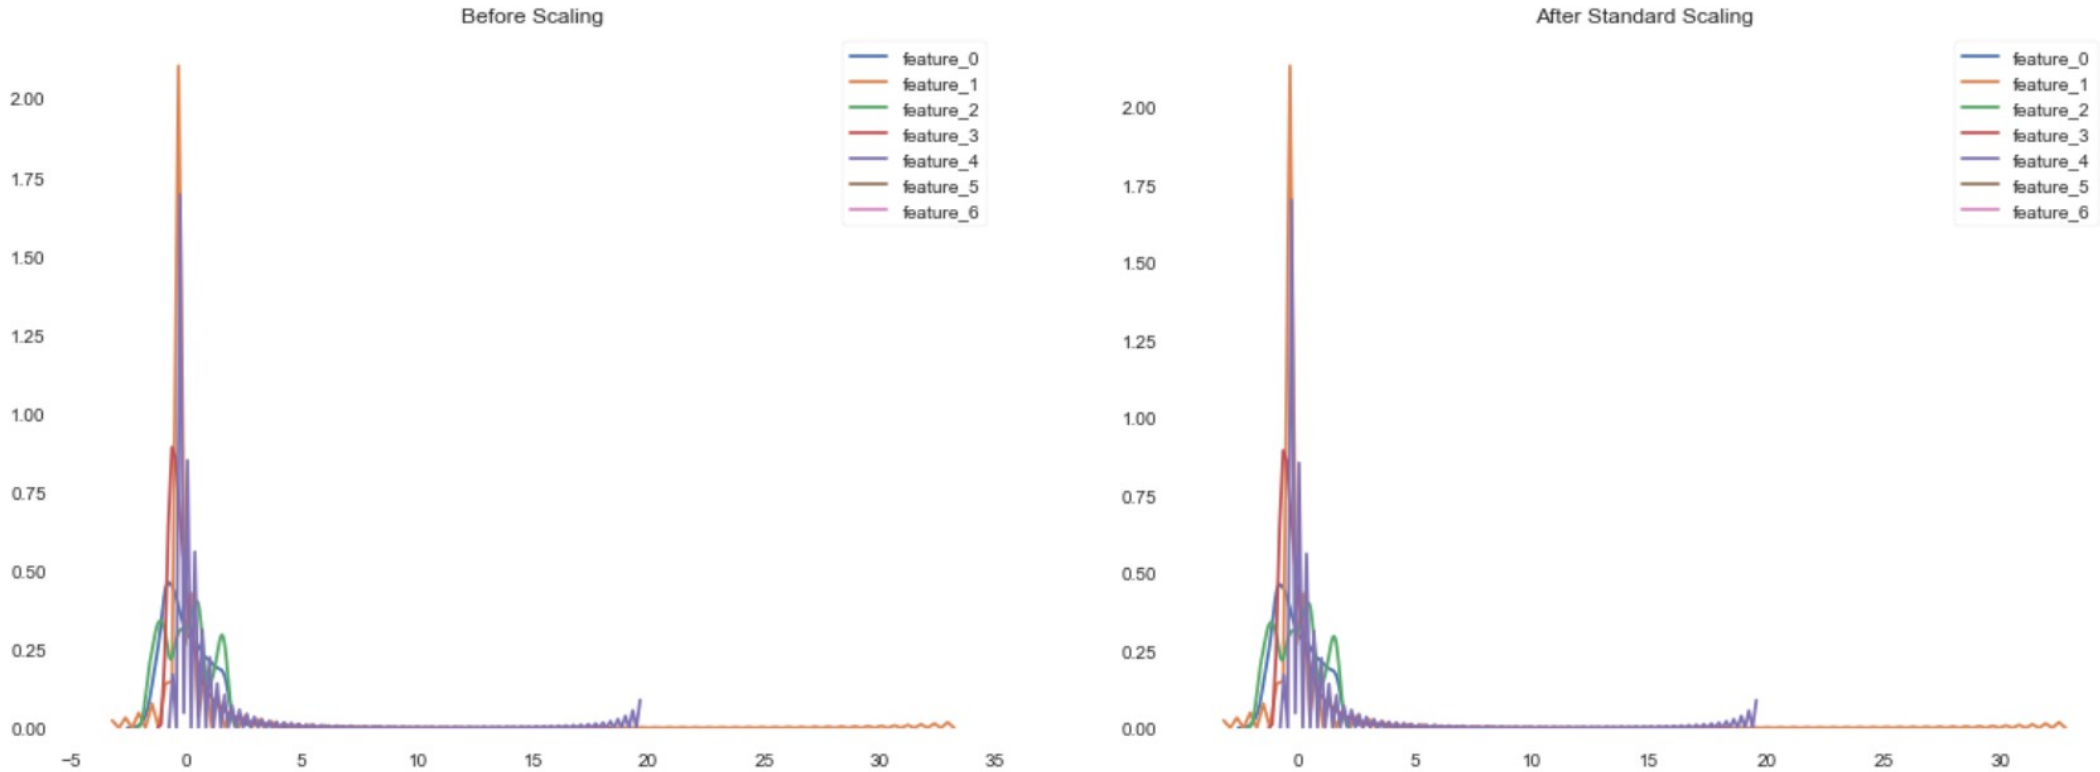 Before Scaling
feature_0
feature_1
feature_2
feature_3
feature_4
feature_5
feature_6
2.00
1.75
1.50
1.25
1.00
0.75
0.50
0.25
0.00
−5 0 5 10 15 20 25 30 35
After Standard Scaling
feature_0
feature_1
feature_2
feature_3
feature_4
feature_5
feature_6
2.00
1.75
1.50
1.25
1.00
0.75
0.50
0.25
0.00
0 5 10 15 20 25 30